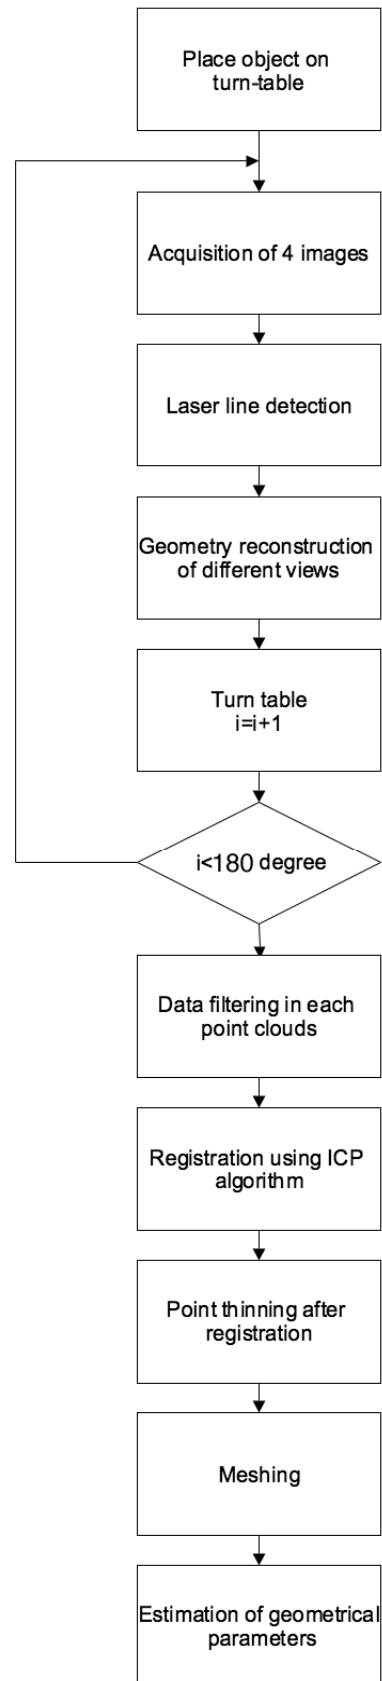 Place object on
turn-table
Acquisition of 4 images
Laser line detection
Geometry reconstruction
of different views
Turn table
i=i+1
i<180 degree
Data filtering in each
point clouds
Registration using ICP
algorithm
Point thinning after
registration
Meshing
Estimation of geometrical
parameters